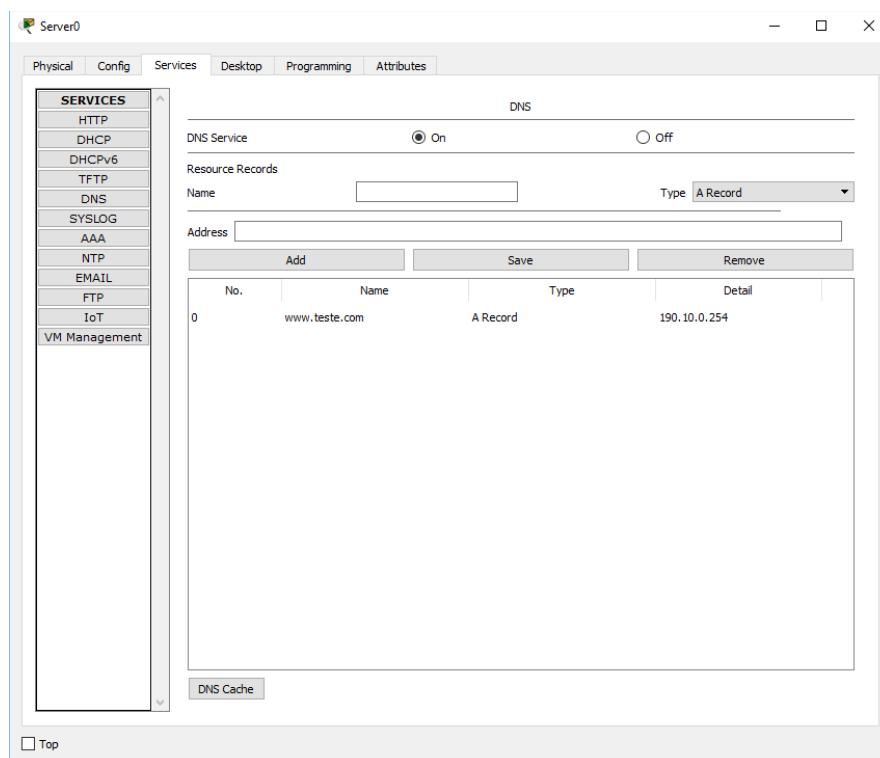 Server0
Physical Config Services Desktop Programming Attributes
SERVICES
HTTP
DHCP
DHCPv6
TFTP
DNS
SYSLOG
AAA
NTP
EMAIL
FTP
IoT
VM Management
DNS
DNS Service On Off
Resource Records
Name Type A Record
Address
Add Save Remove
No. Name Type Detail
0 www.teste.com A Record 190.10.0.254
DNS Cache
Top